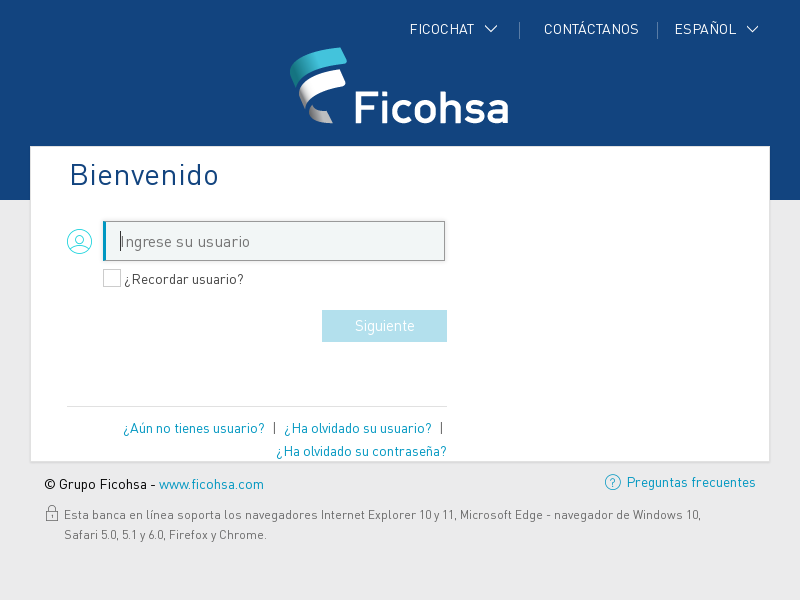 FICOCHAT
CONTÁCTANOS
ESPAÑOL
Ficohsa
Bienvenido
Ingrese su usuario
¿Recordar usuario?
Siguiente
¿Aún no tienes usuario? | ¿Ha olvidado su usuario? |
¿Ha olvidado su contraseña?
© Grupo Ficohsa - www.ficohsa.com
Preguntas frecuentes
Esta banca en línea soporta los navegadores Internet Explorer 10 y 11, Microsoft Edge - navegador de Windows 10,
Safari 5.0, 5.1 y 6.0, Firefox y Chrome.